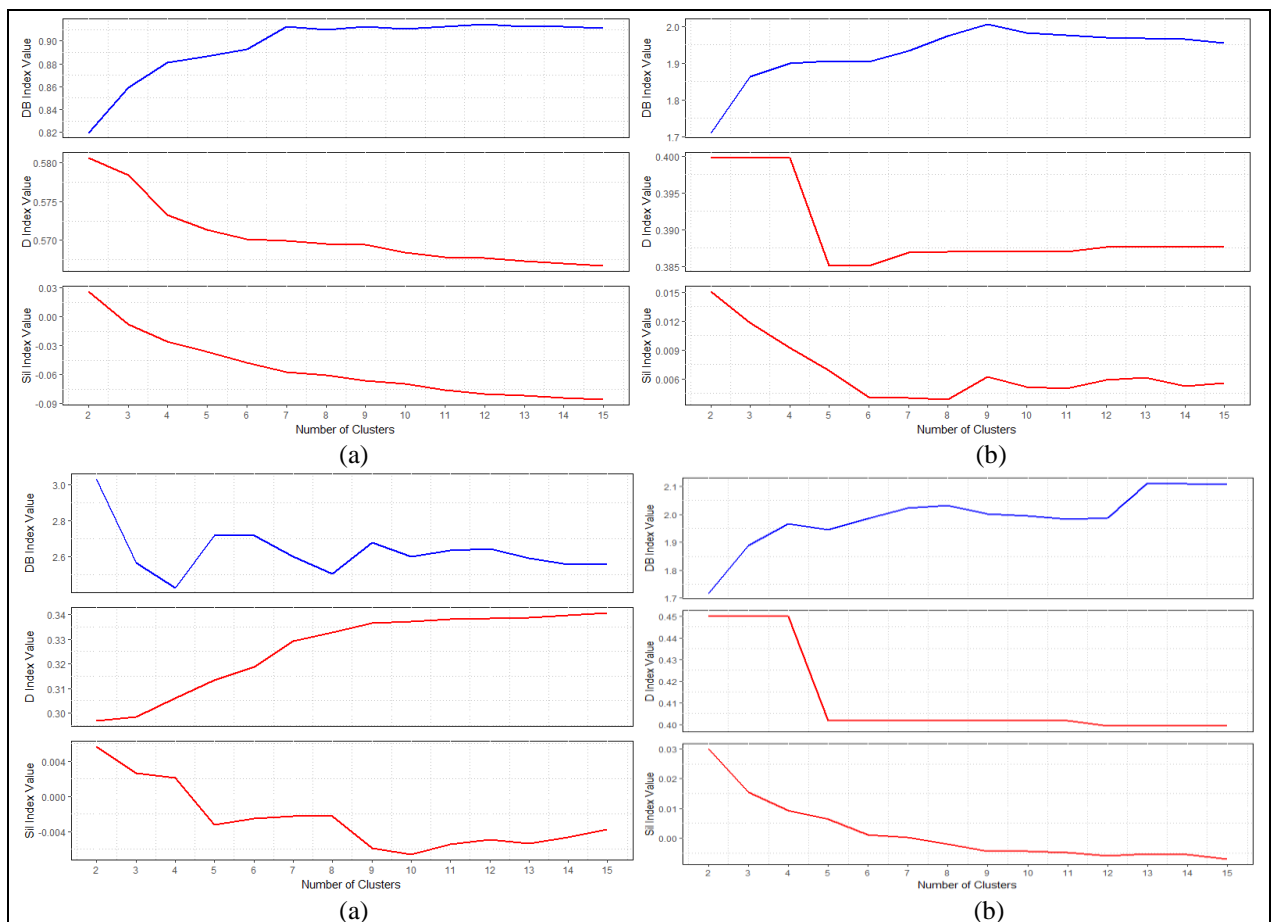 DB Index Value
0.90
0.88
0.86
0.84
0.82
D Index Value
0.580
0.570
Sil Index Value
0.03
0.00
-0.03
-0.06
-0.09
2 3 4 5 6 7 8 9 10 11 12 13 14 15
Number of Clusters
(a)
DB Index Value
2.0
1.9
1.8
1.7
D Index Value
0.400
0.395
0.390
0.385
Sil Index Value
0.015
0.012
0.009
0.006
2 3 4 5 6 7 8 9 10 11 12 13 14 15
Number of Clusters
(b)
DB Index Value
3.0
2.8
2.6
D Index Value
0.34
0.33
0.32
0.31
0.30
Sil Index Value
0.004
0.000
-0.004
2 3 4 5 6 7 8 9 10 11 12 13 14 15
Number of Clusters
(a)
DB Index Value
2.1
2.0
1.9
1.8
1.7
D Index Value
0.45
0.44
0.43
0.42
0.41
0.40
Sil Index Value
0.03
0.02
0.01
0.00
2 3 4 5 6 7 8 9 10 11 12 13 14 15
Number of Clusters
(b)